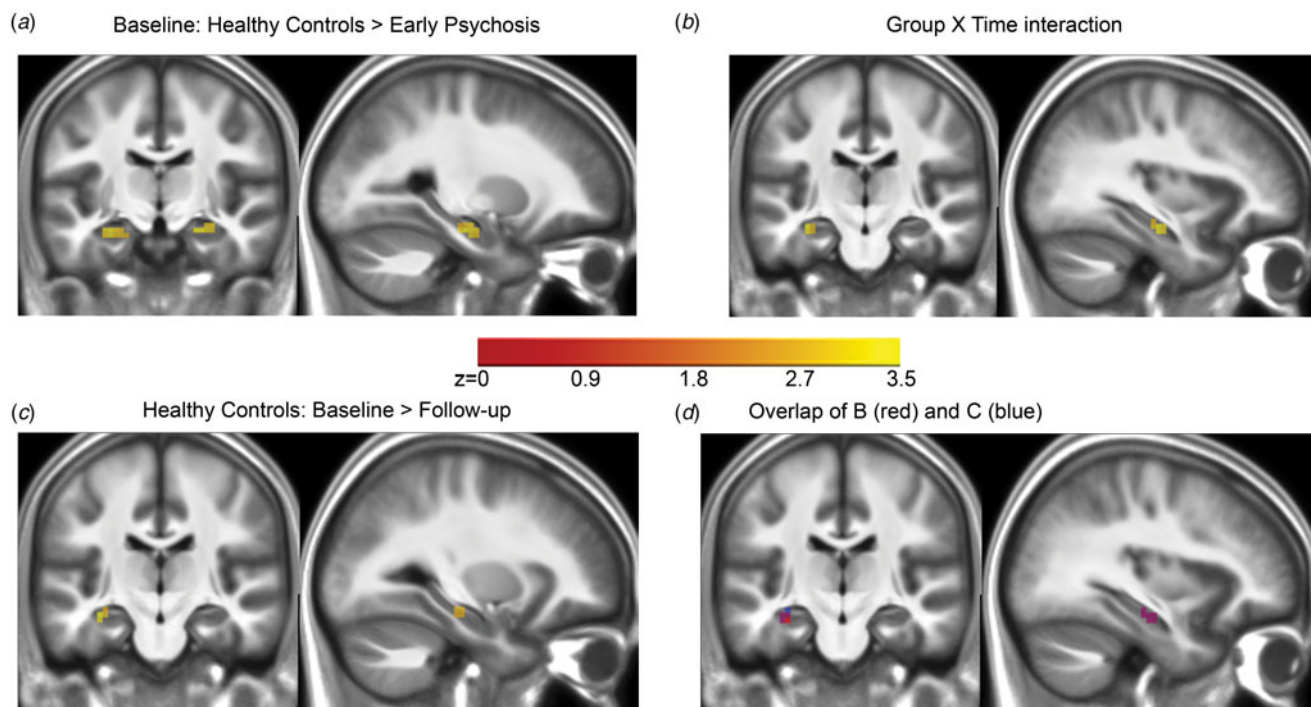 (a) Baseline: Healthy Controls > Early Psychosis
(b) Group X Time interaction
z=0 0.9 1.8 2.7 3.5
(c) Healthy Controls: Baseline > Follow-up
(d) Overlap of B (red) and C (blue)